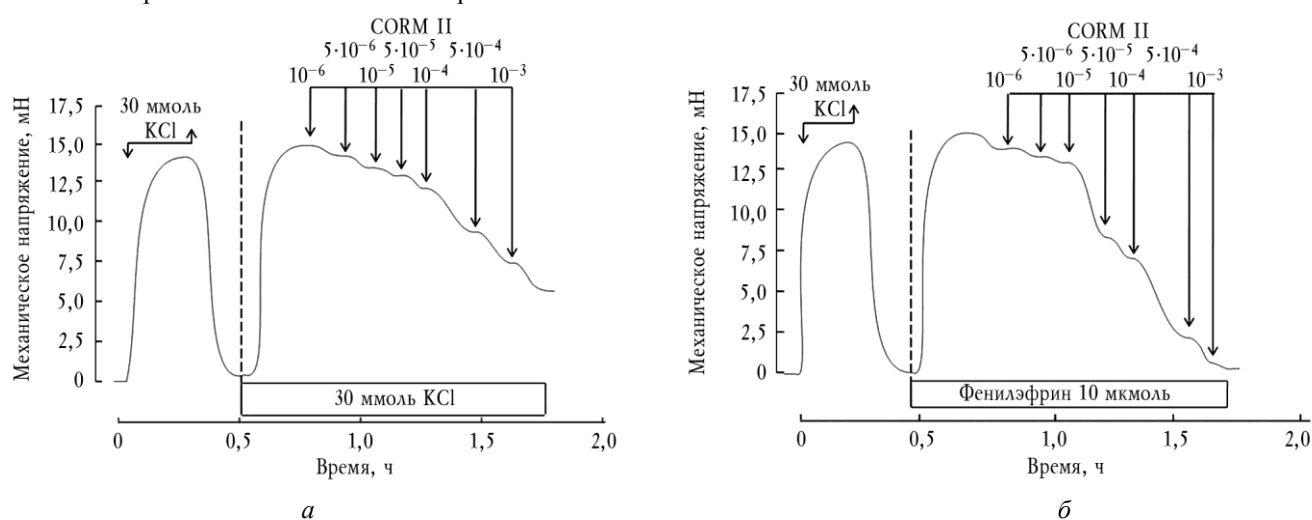 CORM II
5·10⁻⁶ 5·10⁻⁵ 5·10⁻⁴
10⁻⁶ 10⁻⁵ 10⁻⁴ 10⁻³
30 ммоль
KCl
17,5
15,0
12,5
10,0
7,5
5,0
2,5
0
Механическое напряжение, мН
30 ммоль KCl
0 0,5 1,0 1,5 2,0
Время, ч
а
CORM II
5·10⁻⁶ 5·10⁻⁵ 5·10⁻⁴
10⁻⁶ 10⁻⁵ 10⁻⁴ 10⁻³
30 ммоль
KCl
17,5
15,0
12,5
10,0
7,5
5,0
2,5
0
Механическое напряжение, мН
Фенилэфрин 10 мкмоль
0 0,5 1,0 1,5 2,0
Время, ч
б